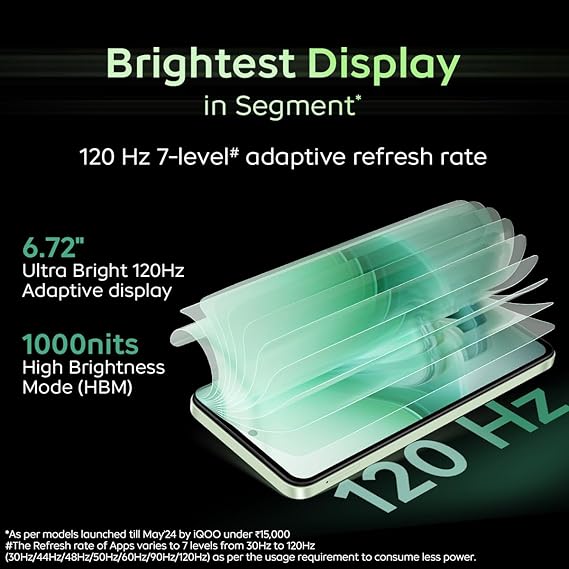 Brightest Display
in Segment*
120 Hz 7-level# adaptive refresh rate
6.72"
Ultra Bright 120Hz
Adaptive display
1000nits
High Brightness
Mode (HBM)
120 Hz
*As per models launched till May'24 by iQOO under ₹15,000
#The Refresh rate of Apps varies to 7 levels from 30Hz to 120Hz
(30Hz/44Hz/48Hz/50Hz/60Hz/90Hz/120Hz) as per the usage requirement to consume less power.